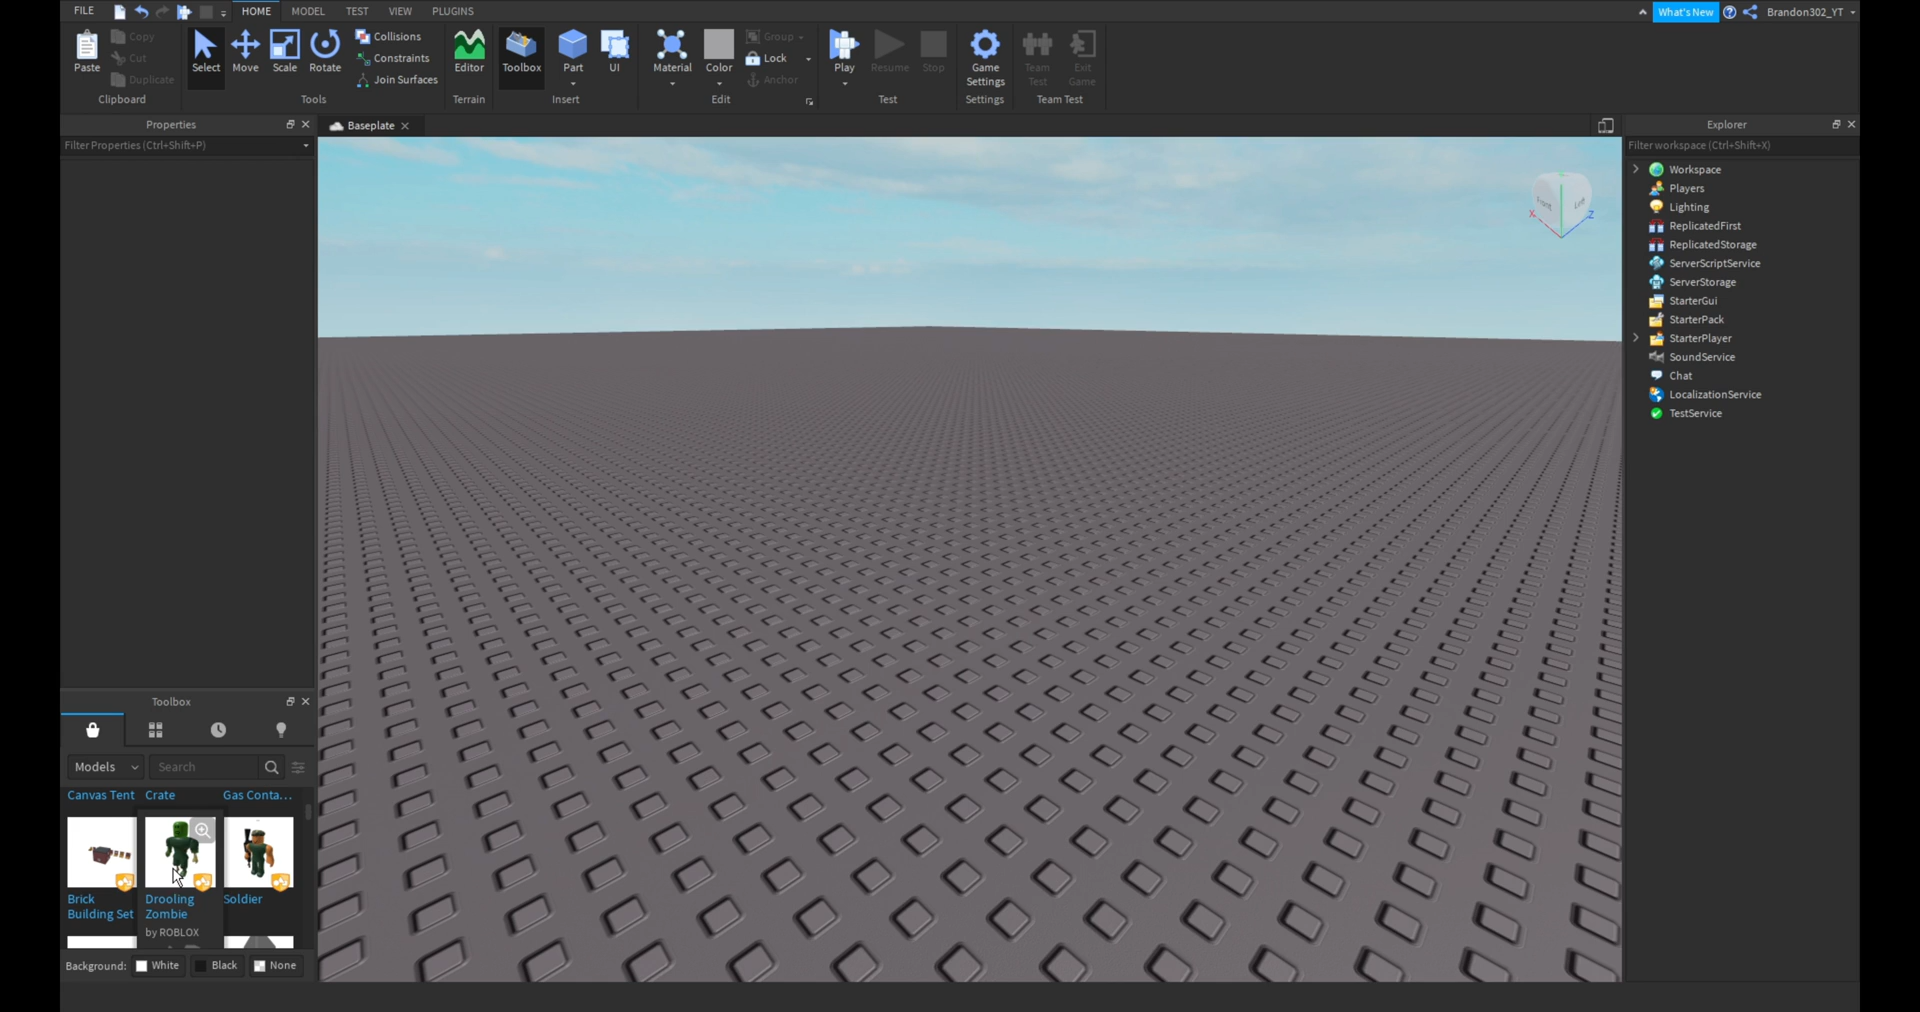 FILE HOME MODEL TEST VIEW PLUGINS What's New Brandon302_YT
Paste Copy Cut Duplicate Clipboard
Select Move Scale Rotate Collisions Constraints Join Surfaces Tools
Editor Terrain
Toolbox Part UI Insert
Material Color Group Lock Anchor Edit
Play Resume Stop Test
Game Settings Settings
Team Test Exit Game Team Test
Properties
Filter Properties (Ctrl+Shift+P)
Baseplate
Front Left
X Z
Explorer
Filter workspace (Ctrl+Shift+X)
Workspace
Players
Lighting
ReplicatedFirst
ReplicatedStorage
ServerScriptService
ServerStorage
StarterGui
StarterPack
StarterPlayer
SoundService
Chat
LocalizationService
TestService
Toolbox
Models Search
Canvas Tent Crate Gas Conta...
Brick Building Set
Drooling Zombie
by ROBLOX
Soldier
Background: White Black None